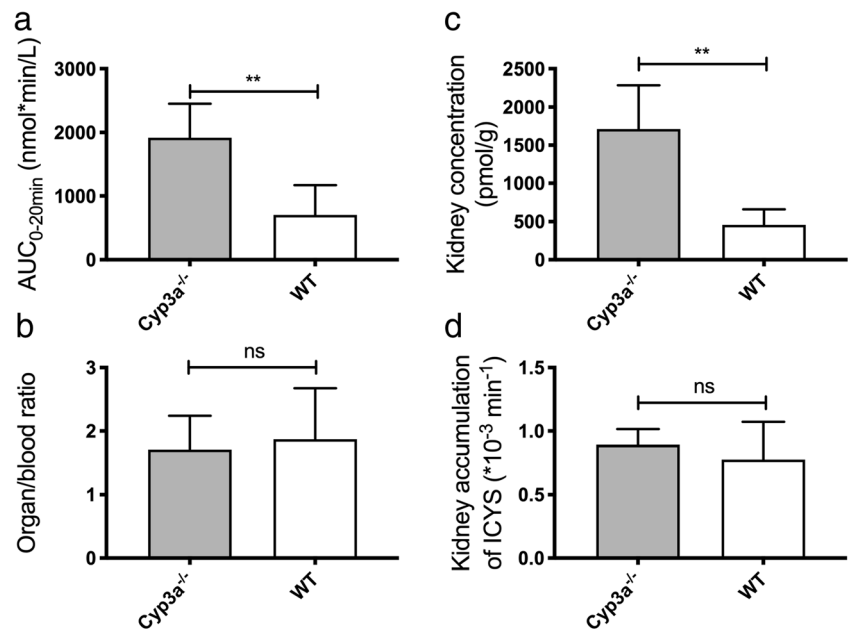 a
AUC0-20min (nmol*min/L)
3000
2000
1000
0
**
Cyp3a-/-
WT
b
Organ/blood ratio
3
2
1
0
ns
Cyp3a-/-
WT
c
Kidney concentration
(pmol/g)
2500
2000
1500
1000
500
0
**
Cyp3a-/-
WT
d
Kidney accumulation
of ICYS (*10-3 min-1)
1.5
1.0
0.5
0.0
ns
Cyp3a-/-
WT